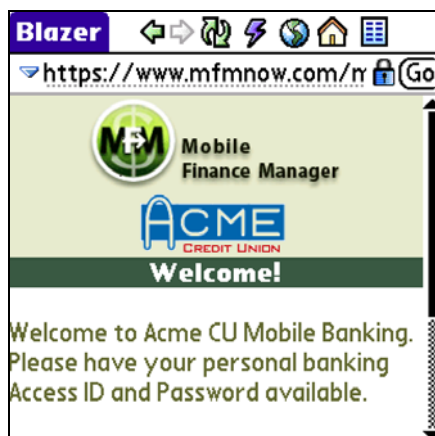 Blazer
https://www.mfmnow.com/m Go
MFM Mobile
Finance Manager
ACME
CREDIT UNION
Welcome!
Welcome to Acme CU Mobile Banking.
Please have your personal banking
Access ID and Password available.